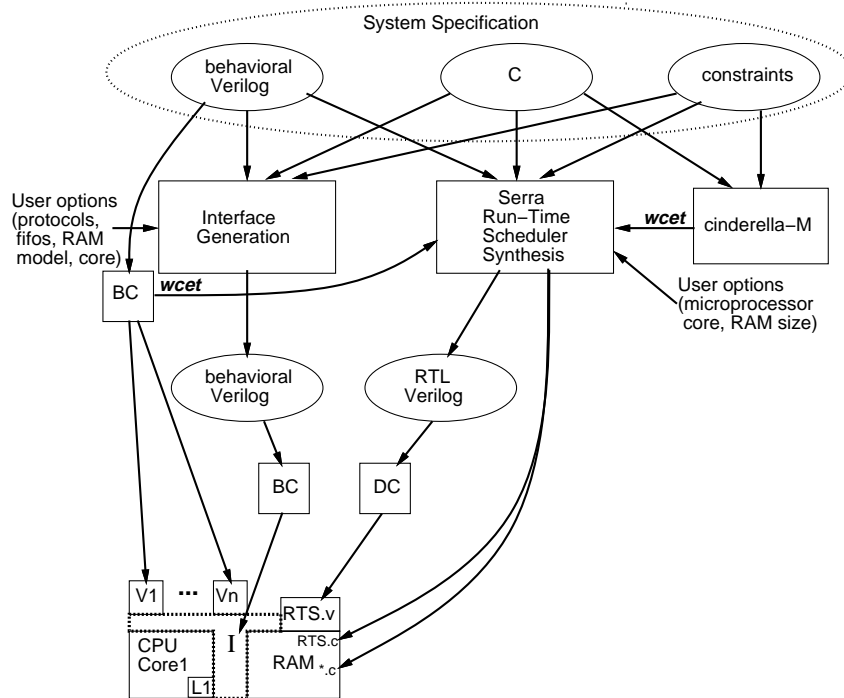 System Specification
behavioral
Verilog
C
constraints
User options
(protocols,
fifos, RAM
model, core)
Interface
Generation
Serra
Run−Time
Scheduler
Synthesis
wcet
cinderella−M
BC
wcet
User options
(microprocessor
core, RAM size)
behavioral
Verilog
RTL
Verilog
BC
DC
V1
...
Vn
RTS.v
CPU
Core1
L1
I
RTS.c
RAM
*.c